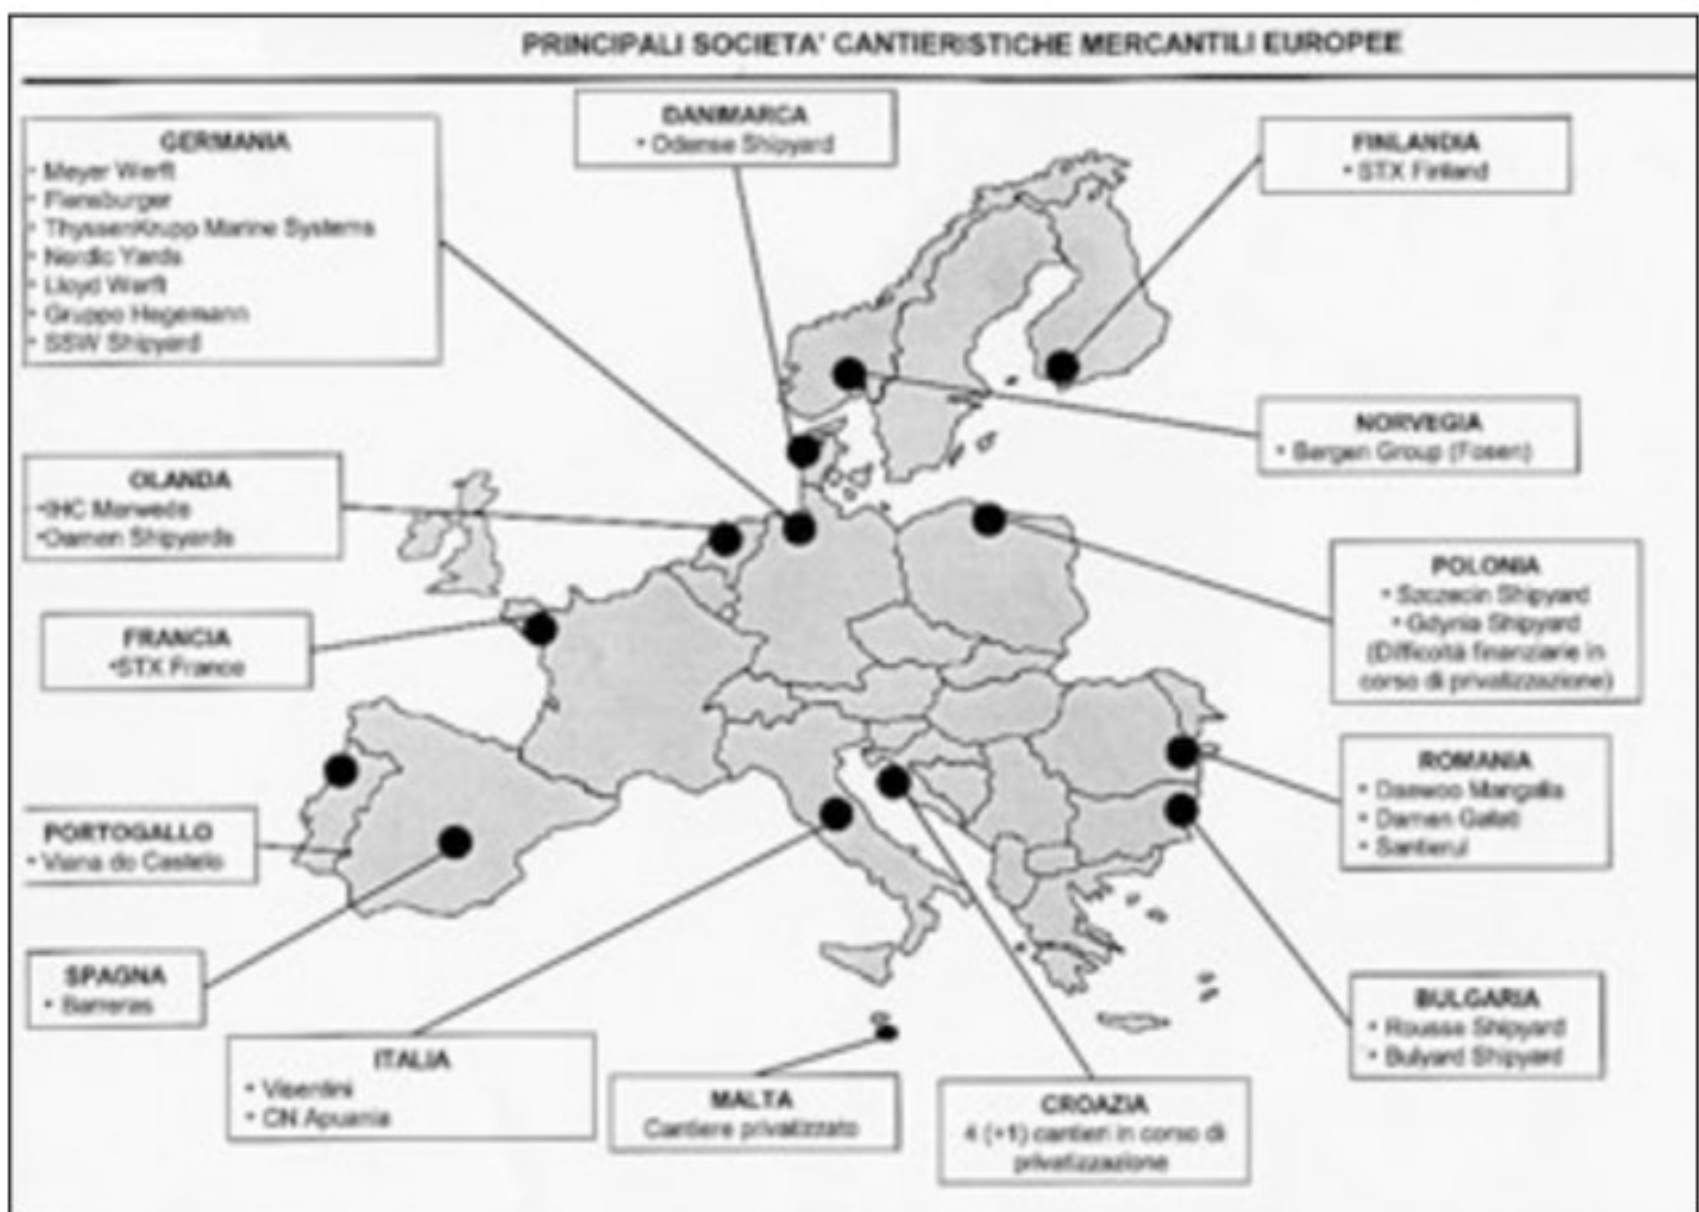 PRINCIPALI SOCIETA' CANTIERISTICHE MERCANTILI EUROPEE
GERMANIA
• Meyer Werft
• Flensburger
• ThyssenKrupp Marine Systems
• Nordic Yards
• Lloyd Werft
• Gruppo Hegemann
• SSW Shipyard
DANIMARCA
• Odense Shipyard
FINLANDIA
• STX Finland
NORVEGIA
• Bergen Group (Fosen)
OLANDA
•IHC Merwede
•Damen Shipyards
FRANCIA
•STX France
POLONIA
• Szczecin Shipyard
• Gdynia Shipyard
(Difficoltà finanziarie in
corso di privatizzazione)
ROMANIA
• Daewoo Mangalia
• Damen Galati
• Santierul
PORTOGALLO
• Viana do Castelo
SPAGNA
• Barreras
ITALIA
• Visentini
• CN Apuania
MALTA
Cantiere privatizzato
CROAZIA
4 (+1) cantieri in corso di
privatizzazione
BULGARIA
• Rousse Shipyard
• Bulyard Shipyard